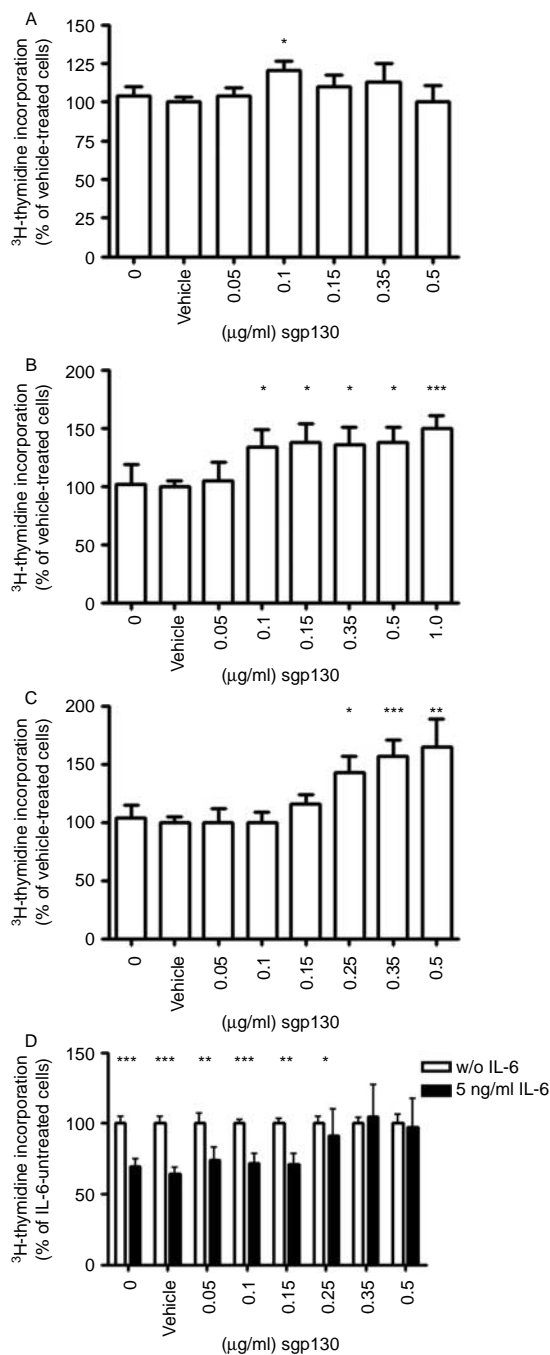 A
150
125
100
75
50
25
0
*
³H-thymidine incorporation
(% of vehicle-treated cells)
0
Vehicle
0.05
0.1
0.15
0.35
0.5
(μg/ml) sgp130
B
200
150
100
50
0
* * * * ***
³H-thymidine incorporation
(% of vehicle-treated cells)
0
Vehicle
0.05
0.1
0.15
0.35
0.5
1.0
(μg/ml) sgp130
C
200
150
100
50
0
* *** **
³H-thymidine incorporation
(% of vehicle-treated cells)
0
Vehicle
0.05
0.1
0.15
0.25
0.35
0.5
(μg/ml) sgp130
D
150
100
50
0
*** *** ** *** ** *
w/o IL-6
5 ng/ml IL-6
³H-thymidine incorporation
(% of IL-6-untreated cells)
0
Vehicle
0.05
0.1
0.15
0.25
0.35
0.5
(μg/ml) sgp130